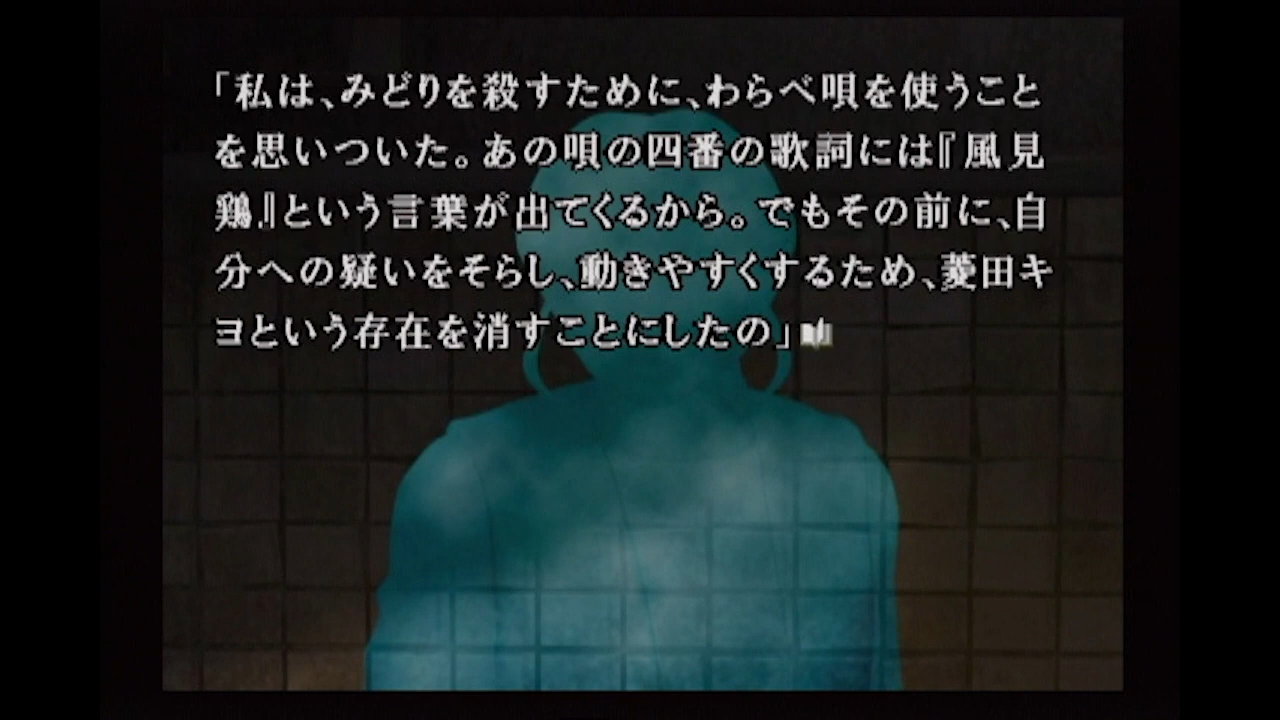 「私は、みどりを殺すために、わらべ唄を使うこと
を思いついた。あの唄の四番の歌詞には『風見
鶏』という言葉が出てくるから。でもその前に、自
分への疑いをそらし、動きやすくするため、菱田キ
ヨという存在を消すことにしたの」